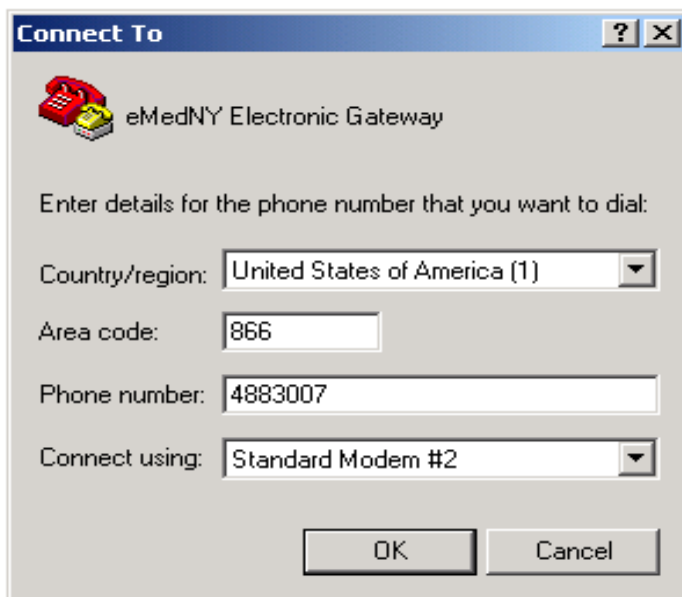 Connect To
eMedNY Electronic Gateway
Enter details for the phone number that you want to dial:
Country/region: United States of America (1)
Area code: 866
Phone number: 4883007
Connect using: Standard Modem #2
OK Cancel